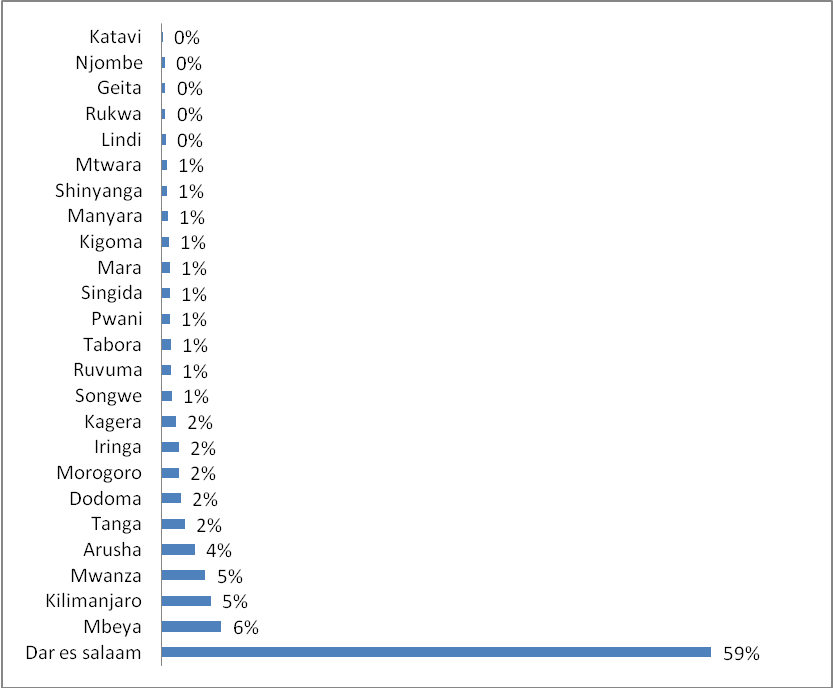 Katavi 0%
Njombe 0%
Geita 0%
Rukwa 0%
Lindi 0%
Mtwara 1%
Shinyanga 1%
Manyara 1%
Kigoma 1%
Mara 1%
Singida 1%
Pwani 1%
Tabora 1%
Ruvuma 1%
Songwe 1%
Kagera 2%
Iringa 2%
Morogoro 2%
Dodoma 2%
Tanga 2%
Arusha 4%
Mwanza 5%
Kilimanjaro 5%
Mbeya 6%
Dar es salaam 59%